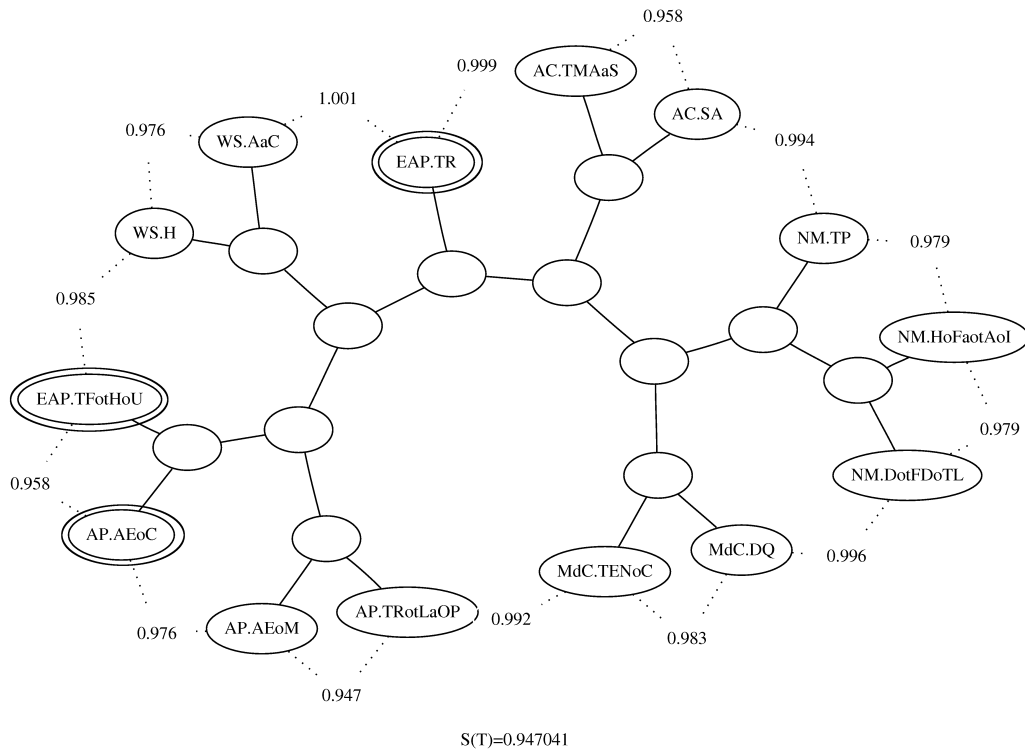 0.958
AC.TMAaS
0.999
1.001
AC.SA
0.976
WS.AaC
EAP.TR
0.994
WS.H
NM.TP
0.979
0.985
NM.HoFaotAoI
EAP.TFotHoU
0.979
0.958
NM.DotFDoTL
AP.AEoC
MdC.DQ
0.996
MdC.TENoC
AP.TRotLaOP
0.992
0.976
AP.AEoM
0.983
0.947
S(T)=0.947041